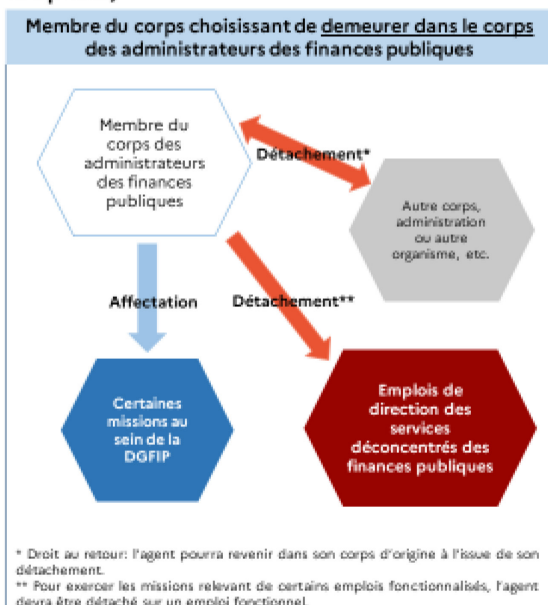 Membre du corps choisissant de demeurer dans le corps
des administrateurs des finances publiques
Membre du
corps des
administrateurs
des finances
publiques
Détachement*
Autre corps,
administration
ou autre
organisme, etc.
Affectation
Détachement**
Certaines
missions au
sein de la
DGFIP
Emplois de
direction des
services
déconcentrés des
finances publiques
* Droit au retour: l'agent pourra revenir dans son corps d'origine à l'issue de son
détachement.
** Pour exercer les missions relevant de certains emplois fonctionnalisés, l'agent
devra être détaché sur un emploi fonctionnel.